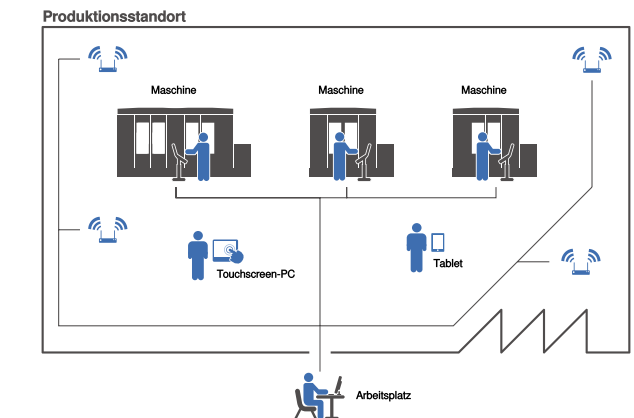 Produktionsstandort
Maschine
Maschine
Maschine
Touchscreen-PC
Tablet
Arbeitsplatz